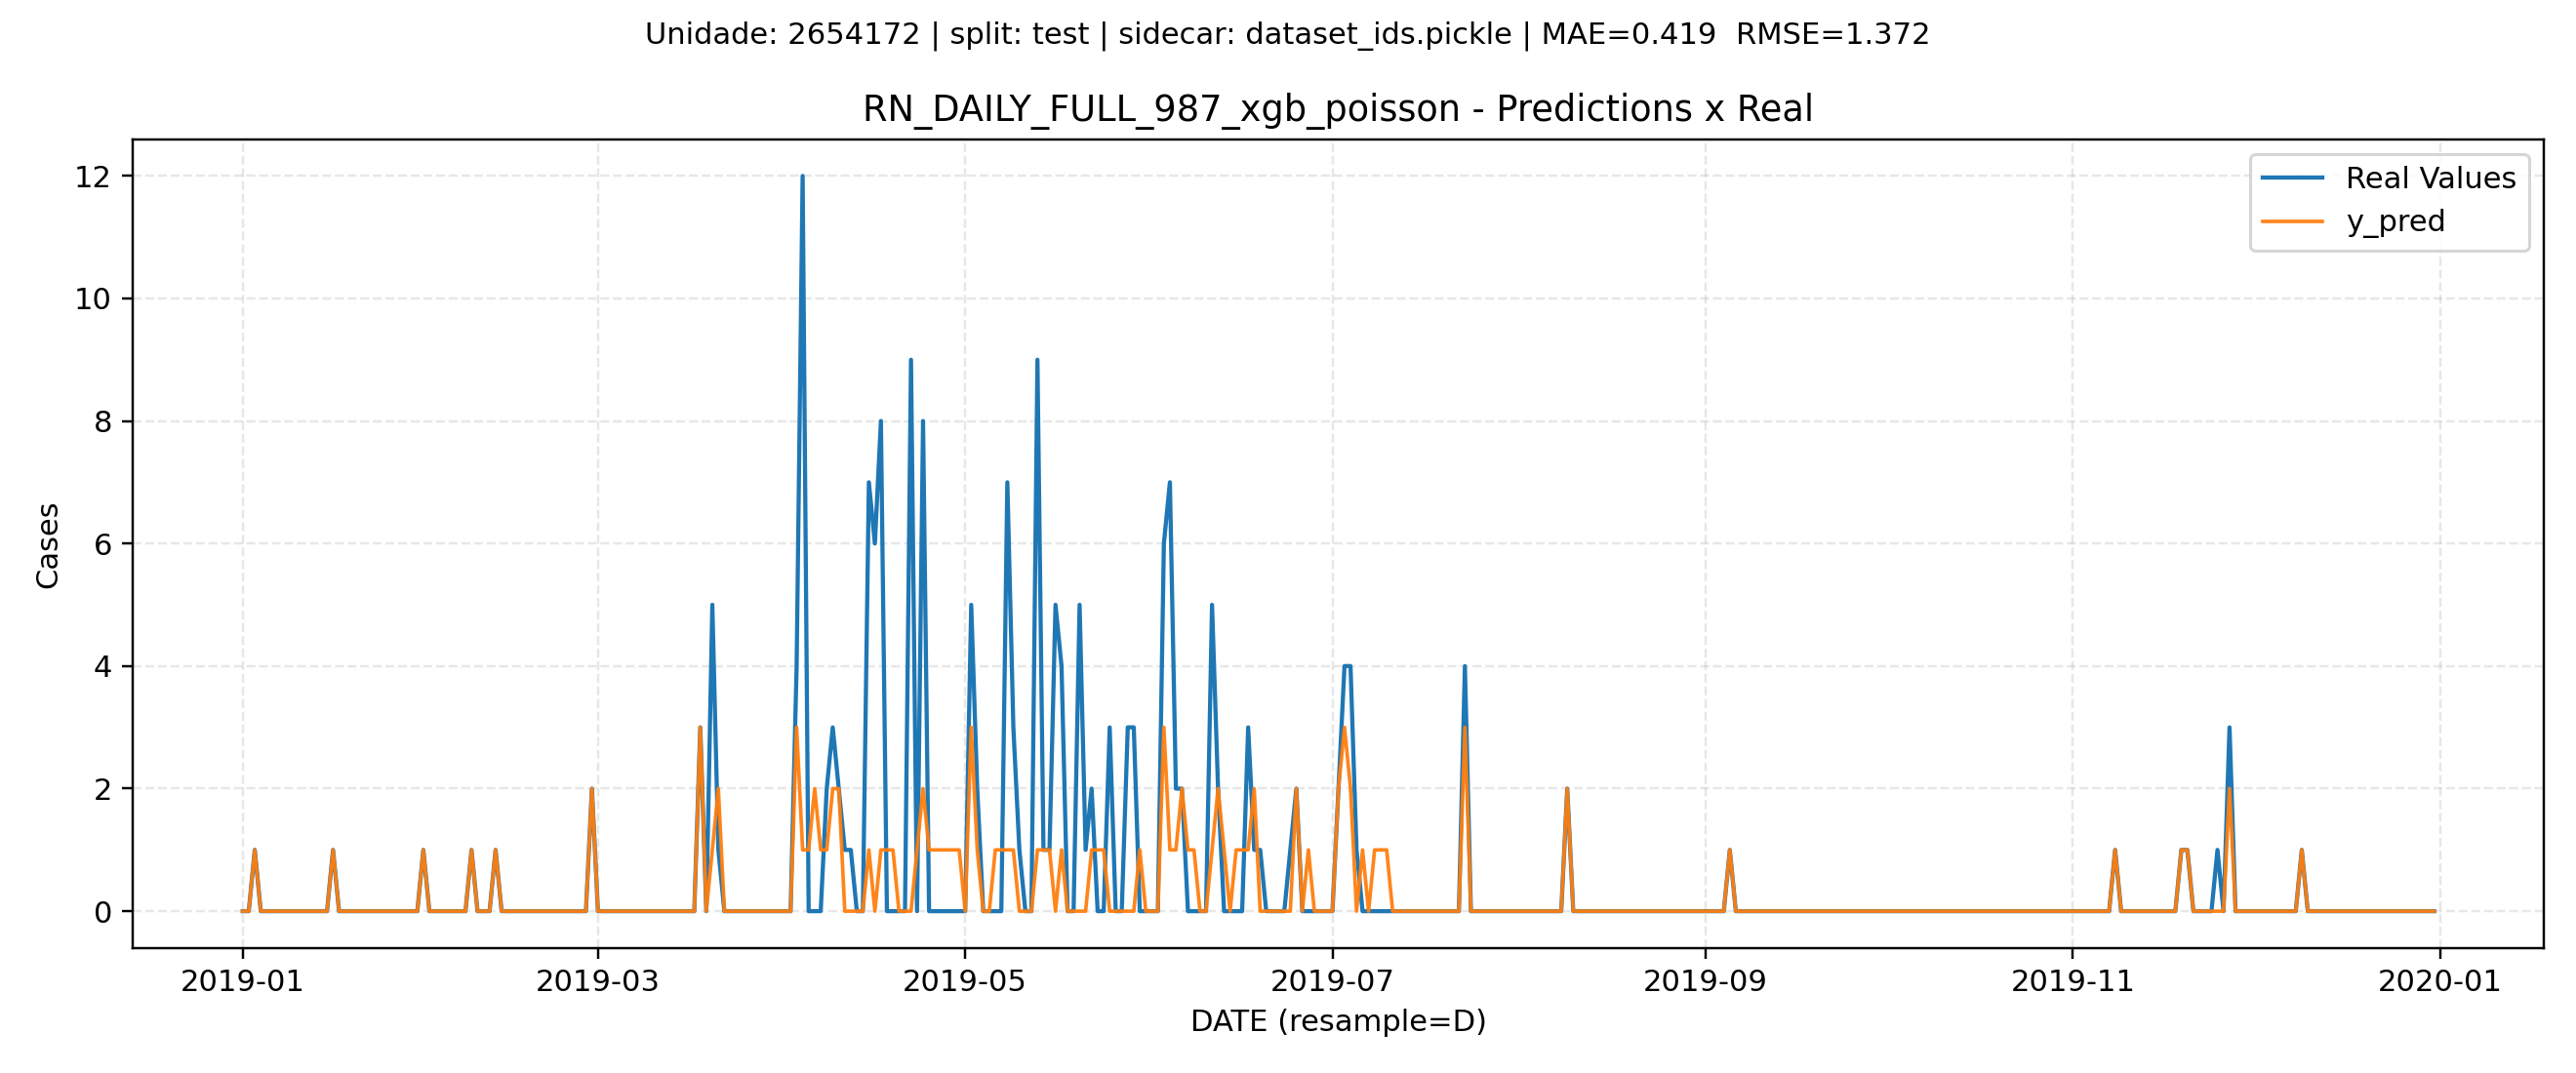 Unidade: 2654172 | split: test | sidecar: dataset_ids.pickle | MAE=0.419  RMSE=1.372
RN_DAILY_FULL_987_xgb_poisson - Predictions x Real
Real Values
y_pred
12
10
8
6
4
2
0
Cases
2019-01
2019-03
2019-05
2019-07
2019-09
2019-11
2020-01
DATE (resample=D)